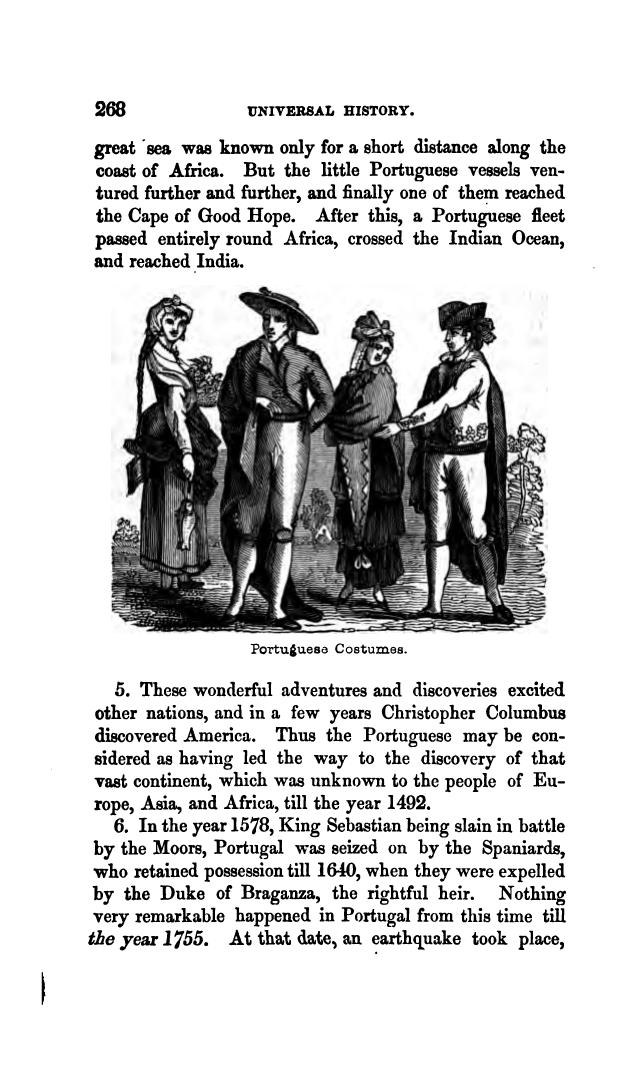 268 UNIVERSAL HISTORY.
great sea was known only for a short distance along the
coast of Africa. But the little Portuguese vessels ven-
tured further and further, and finally one of them reached
the Cape of Good Hope. After this, a Portuguese fleet
passed entirely round Africa, crossed the Indian Ocean,
and reached India.
Portuguese Costumes.
5. These wonderful adventures and discoveries excited
other nations, and in a few years Christopher Columbus
discovered America. Thus the Portuguese may be con-
sidered as having led the way to the discovery of that
vast continent, which was unknown to the people of Eu-
rope, Asia, and Africa, till the year 1492.
6. In the year 1578, King Sebastian being slain in battle
by the Moors, Portugal was seized on by the Spaniards,
who retained possession till 1640, when they were expelled
by the Duke of Braganza, the rightful heir. Nothing
very remarkable happened in Portugal from this time till
the year 1755. At that date, an earthquake took place,